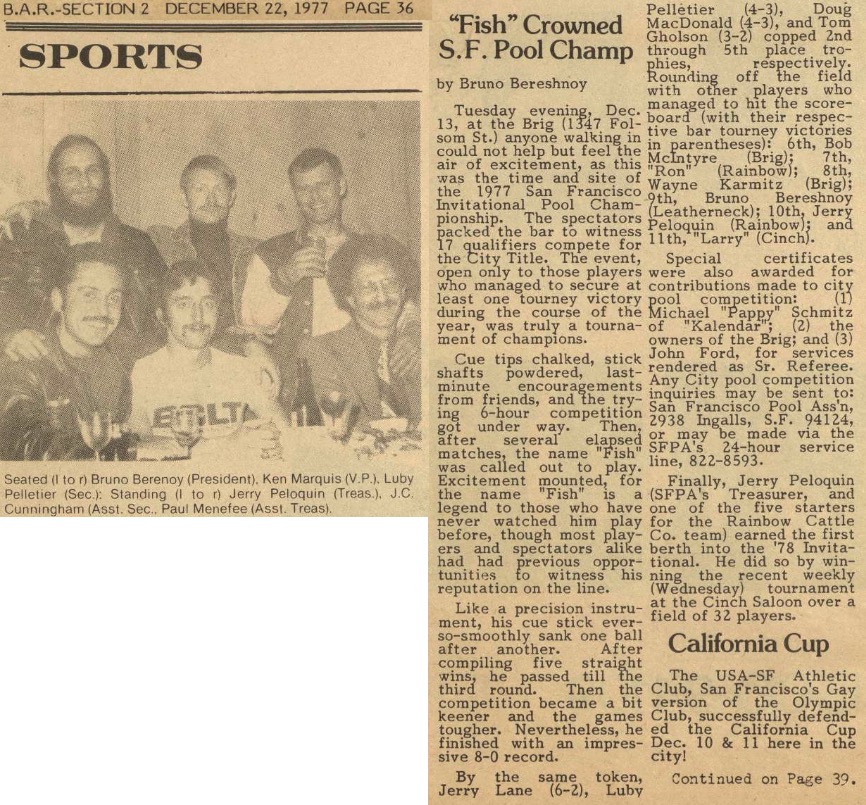 B.A.R.-SECTION 2 DECEMBER 22, 1977 PAGE 36
SPORTS
BOLT
Seated (l to r) Bruno Berenoy (President), Ken Marquis (V.P.), Luby
Pelletier (Sec.); Standing (l to r) Jerry Peloquin (Treas.), J.C.
Cunningham (Asst. Sec., Paul Menefee (Asst. Treas).
"Fish" Crowned
S.F. Pool Champ
by Bruno Bereshnoy
Tuesday evening, Dec.
13, at the Brig (1347 Fol-
som St.) anyone walking in
could not help but feel the
air of excitement, as this
was the time and site of
the 1977 San Francisco
Invitational Pool Cham-
pionship. The spectators
packed the bar to witness
17 qualifiers compete for
the City Title. The event,
open only to those players
who managed to secure at
least one tourney victory
during the course of the
year, was truly a tourna-
ment of champions.
Cue tips chalked, stick
shafts powdered, last-
minute encouragements
from friends, and the try-
ing 6-hour competition
got under way. Then,
after several elapsed
matches, the name "Fish"
was called out to play.
Excitement mounted, for
the name "Fish" is a
legend to those who have
never watched him play
before, though most play-
ers and spectators alike
had had previous oppor-
tunities to witness his
reputation on the line.
Like a precision instru-
ment, his cue stick ever-
so-smoothly sank one ball
after another. After
compiling five straight
wins, he passed till the
third round. Then the
competition became a bit
keener and the games
tougher. Nevertheless, he
finished with an impres-
sive 8-0 record.
By the same token,
Jerry Lane (6-2), Luby
Pelletier (4-3), Doug
MacDonald (4-3), and Tom
Gholson (3-2) copped 2nd
through 5th place tro-
phies, respectively.
Rounding off the field
with other players who
managed to hit the score-
board (with their respec-
tive bar tourney victories
in parentheses): 6th, Bob
McIntyre (Brig); 7th,
"Ron" (Rainbow); 8th,
Wayne Karmitz (Brig);
9th, Bruno Bereshnoy
(Leatherneck); 10th, Jerry
Peloquin (Rainbow); and
11th, "Larry" (Cinch).
Special certificates
were also awarded for
contributions made to city
pool competition: (1)
Michael "Pappy" Schmitz
of "Kalendar"; (2) the
owners of the Brig; and (3)
John Ford, for services
rendered as Sr. Referee.
Any City pool competition
inquiries may be sent to:
San Francisco Pool Ass'n,
2938 Ingalls, S.F. 94124,
or may be made via the
SFPA's 24-hour service
line, 822-8593.
Finally, Jerry Peloquin
(SFPA's Treasurer, and
one of the five starters
for the Rainbow Cattle
Co. team) earned the first
berth into the '78 Invita-
tional. He did so by win-
ning the recent weekly
(Wednesday) tournament
at the Cinch Saloon over a
field of 32 players.
California Cup
The USA-SF Athletic
Club, San Francisco's Gay
version of the Olympic
Club, successfully defend-
ed the California Cup
Dec. 10 & 11 here in the
city!
Continued on Page 39.